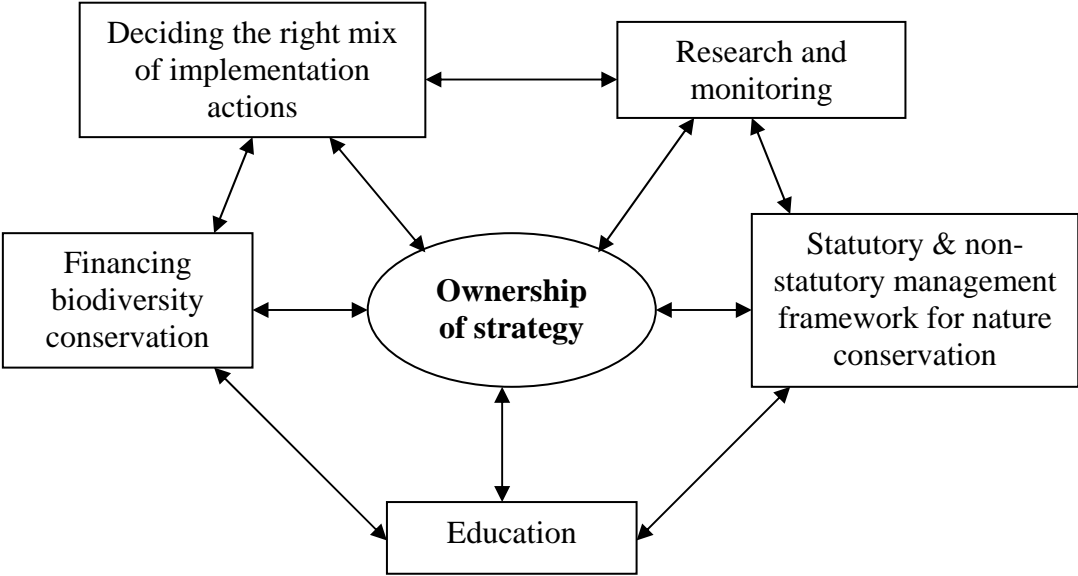 Deciding the right mix
of implementation
actions
Research and
monitoring
Financing
biodiversity
conservation
Ownership
of strategy
Statutory & non-
statutory management
framework for nature
conservation
Education